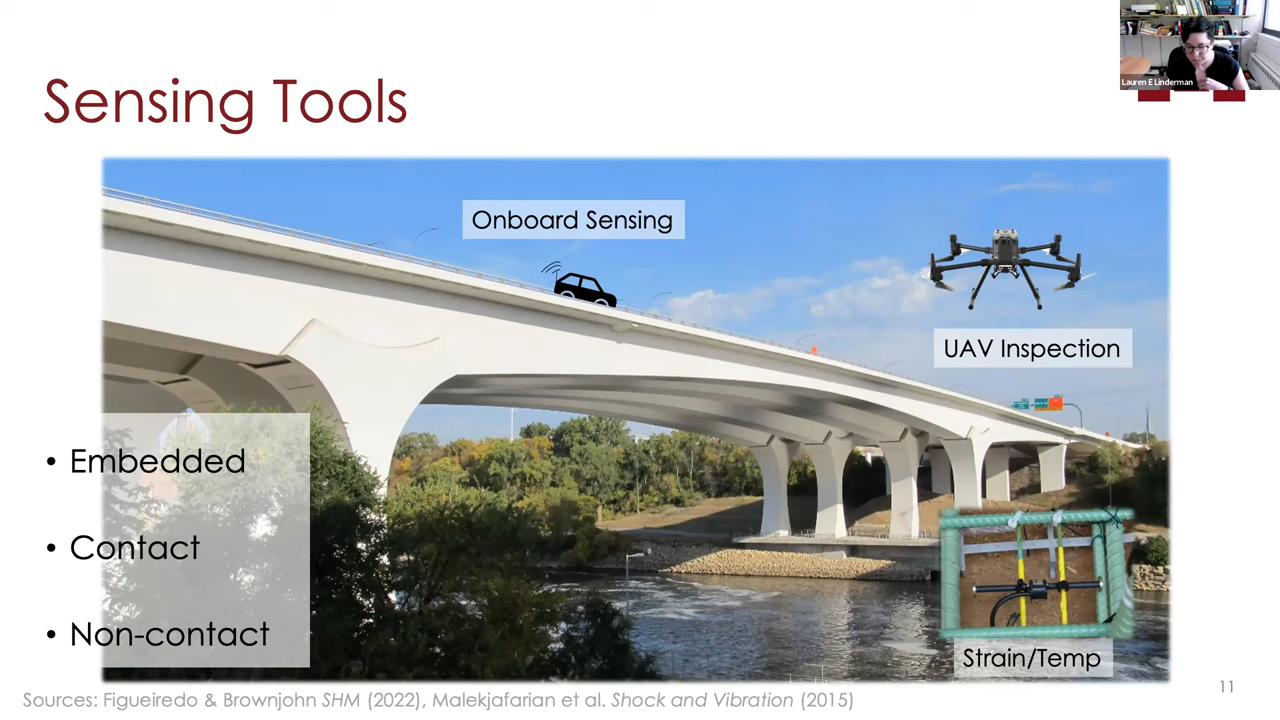 Lauren E Linderman
Sensing Tools
Onboard Sensing
UAV Inspection
• Embedded
• Contact
• Non-contact
Strain/Temp
Sources: Figueiredo & Brownjohn SHM (2022), Malekjafarian et al. Shock and Vibration (2015)
11